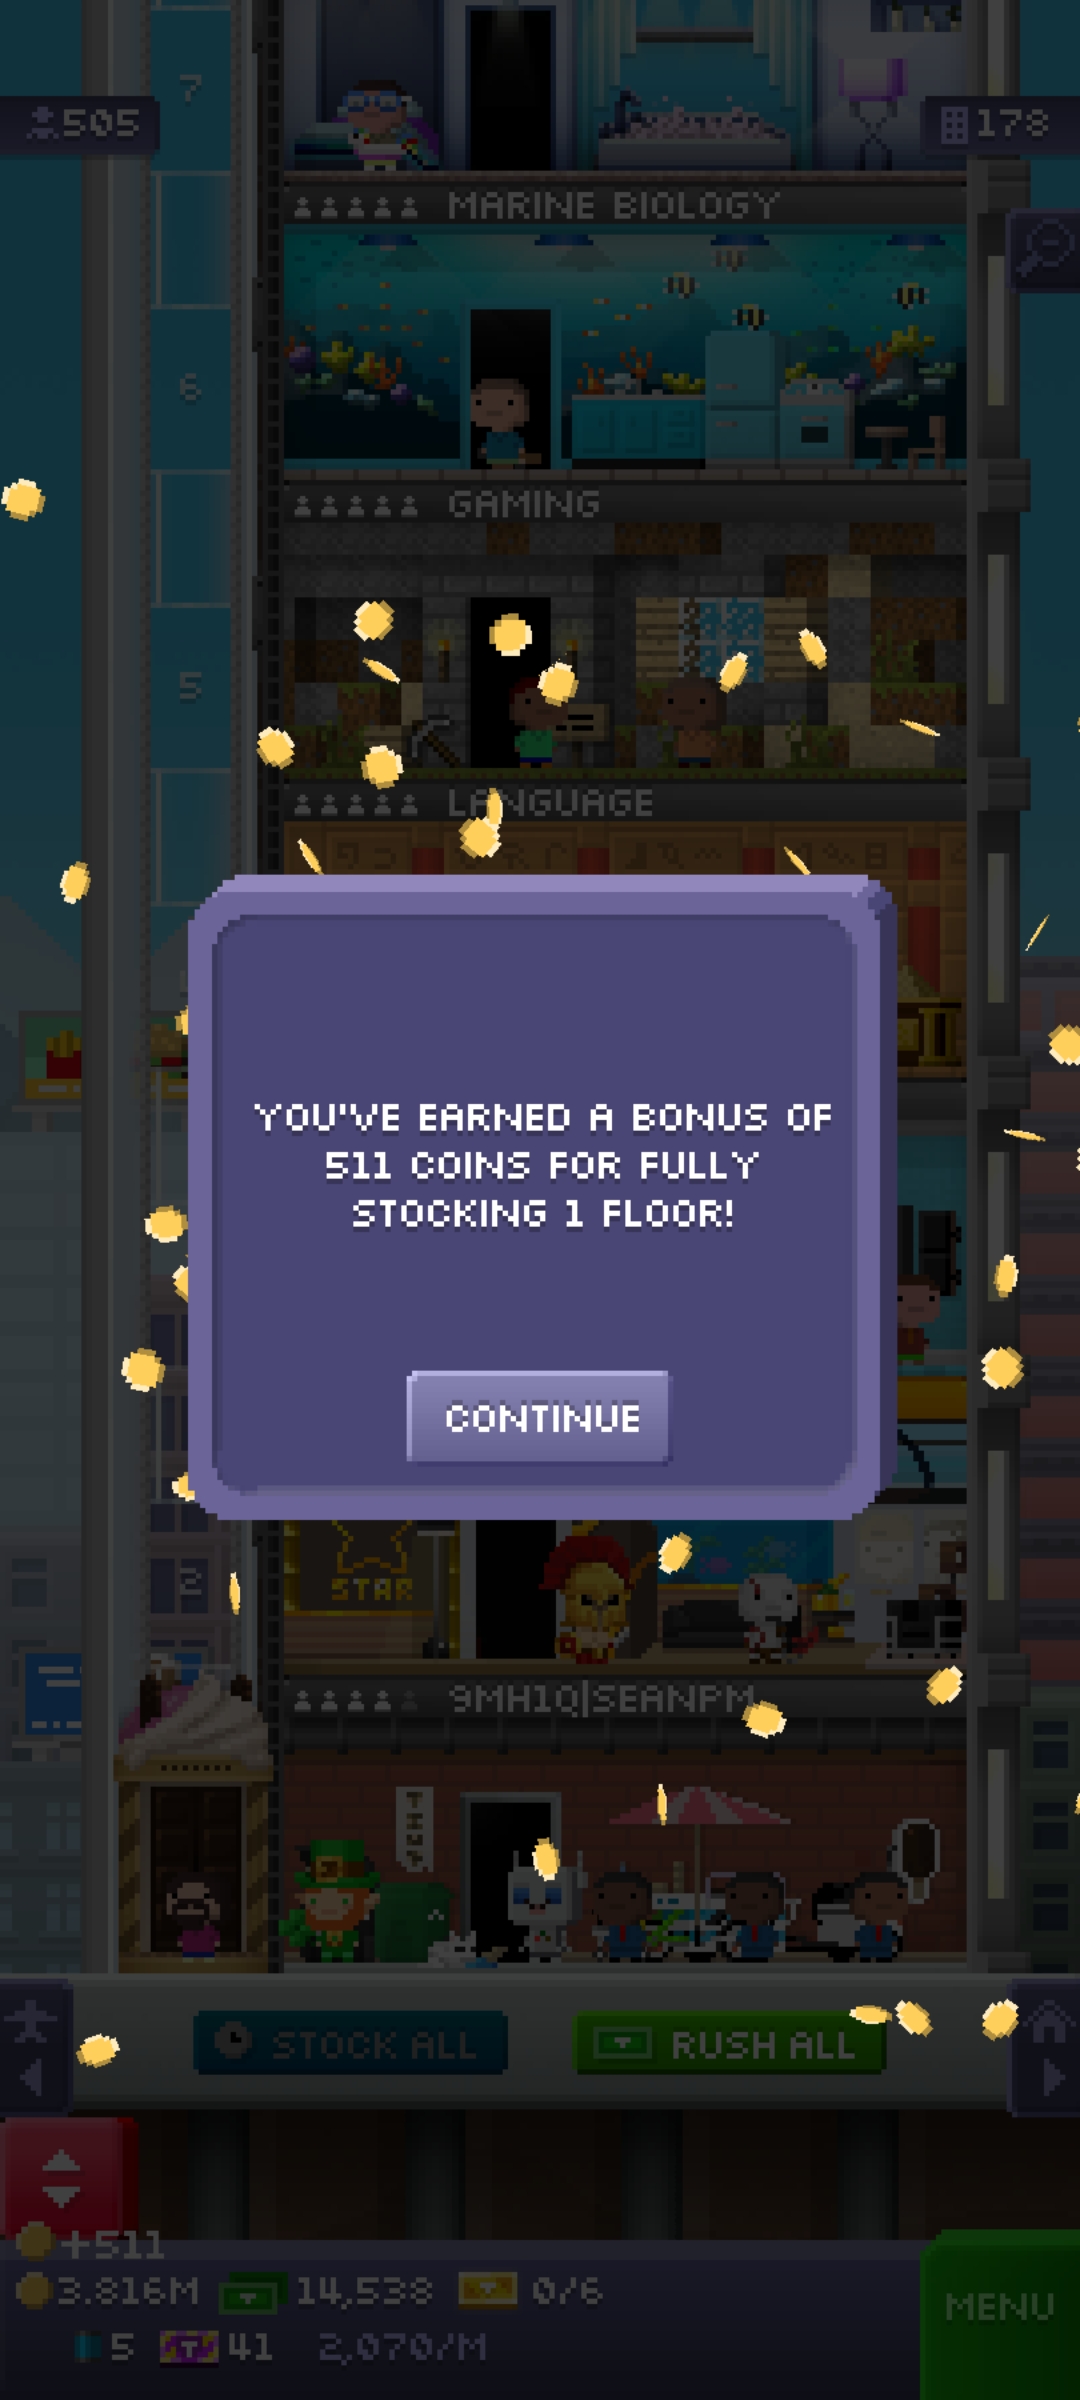 7
505
178
MARINE BIOLOGY
6
GAMING
5
LANGUAGE
YOU'VE EARNED A BONUS OF
511 COINS FOR FULLY
STOCKING 1 FLOOR!
CONTINUE
2
STAR
9MH1Q|SEANPM
STOCK ALL
RUSH ALL
+511
3.816M
14,538
0/6
MENU
5
T
41
2,070/M